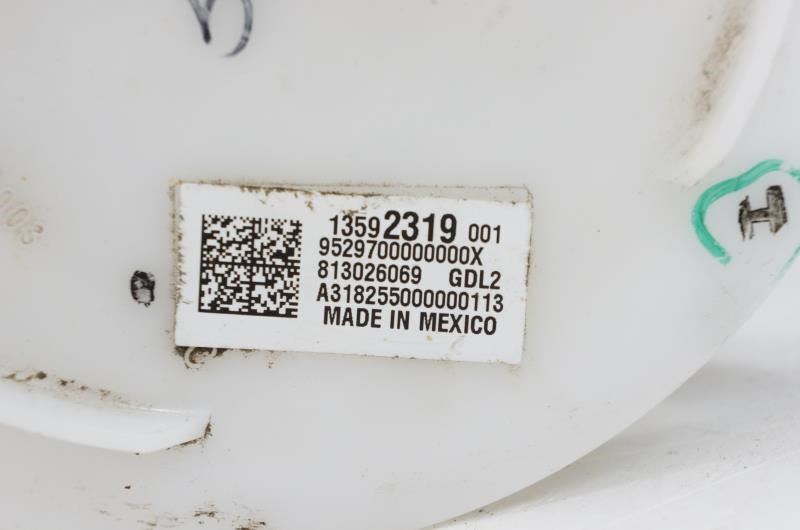 13592319 001
9529700000000X
813026069 GDL2
A318255000000113
MADE IN MEXICO
H